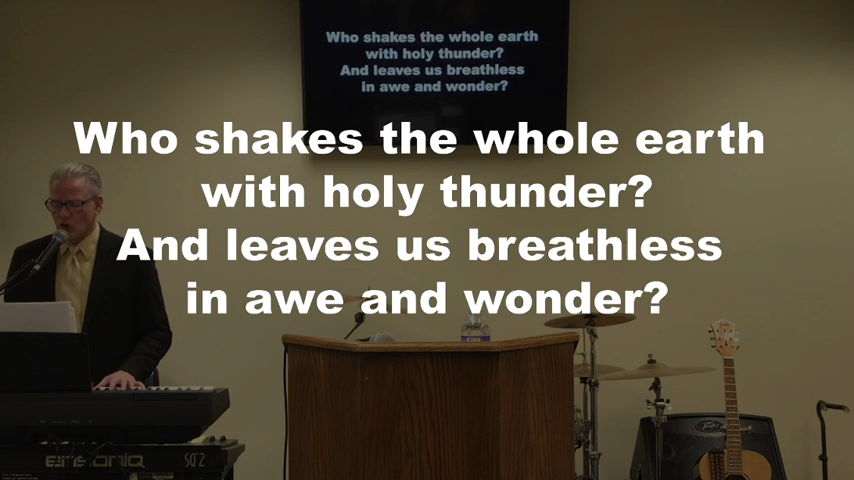 Who shakes the whole earth
with holy thunder?
And leaves us breathless
in awe and wonder?
Who shakes the whole earth
with holy thunder?
And leaves us breathless
in awe and wonder?
PEAVEY
ensoniq SQ2